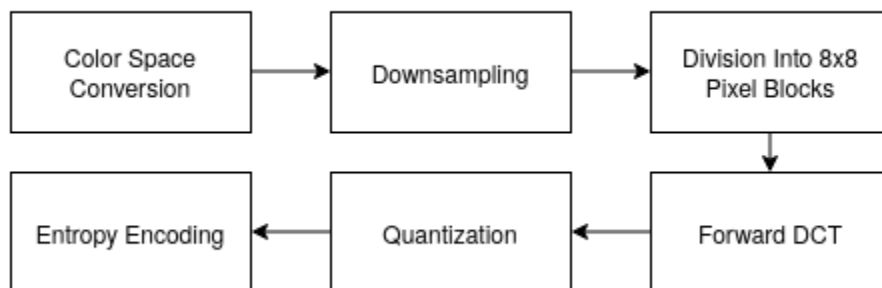 Color Space
Conversion
Downsampling
Division Into 8x8
Pixel Blocks
Forward DCT
Quantization
Entropy Encoding